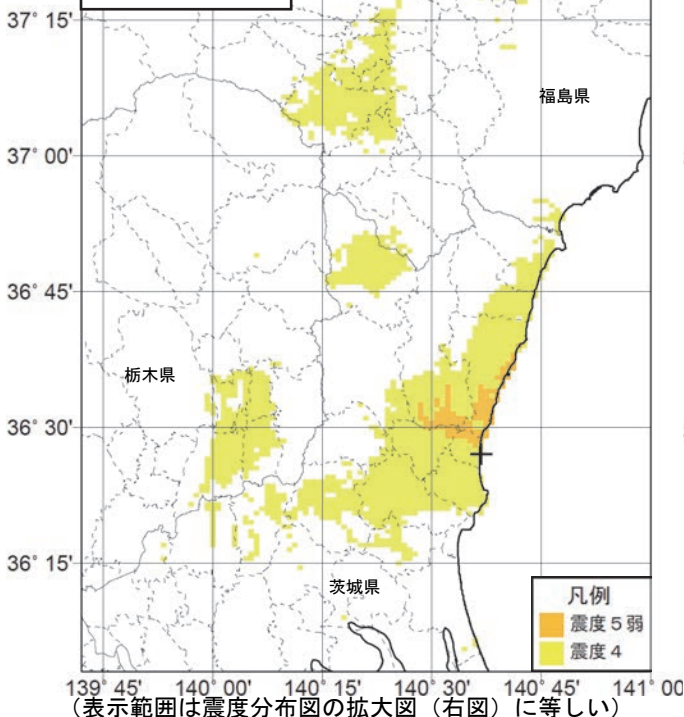 37° 15'
福島県
37° 00'
36° 45'
栃木県
36° 30'
36° 15'
茨城県
凡例
震度５弱
震度４
139° 45' 140° 00' 140° 15' 140° 30' 140° 45' 141° 00'
（表示範囲は震度分布図の拡大図（右図）に等しい）